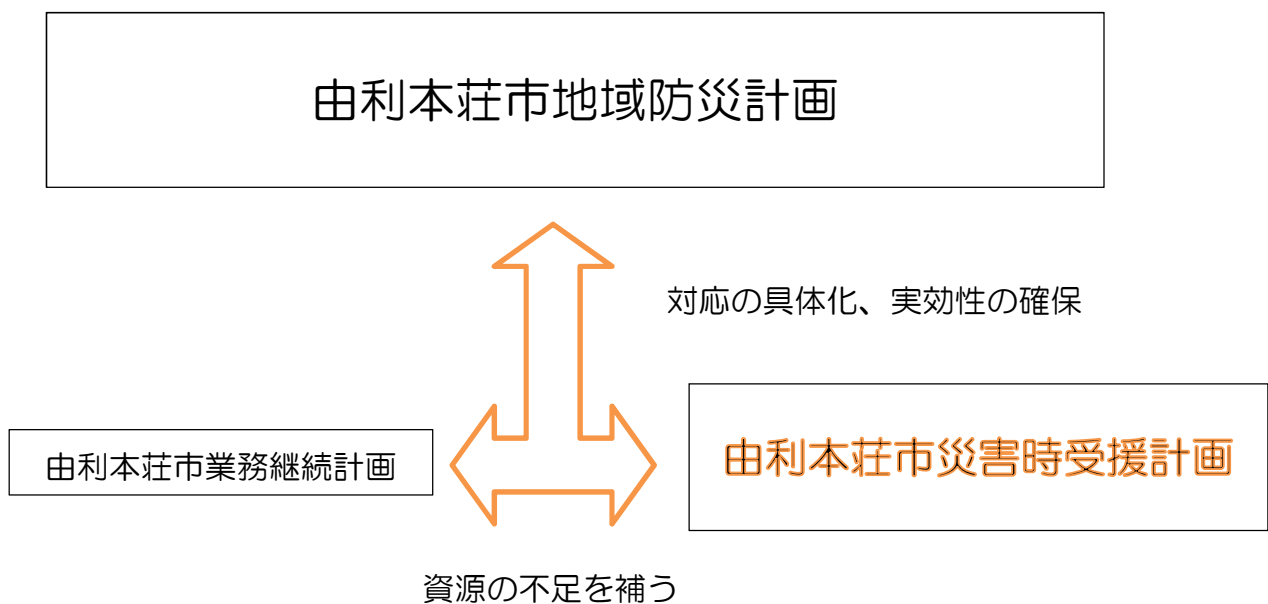 由利本荘市地域防災計画
対応の具体化、実効性の確保
由利本荘市業務継続計画
由利本荘市災害時受援計画
資源の不足を補う